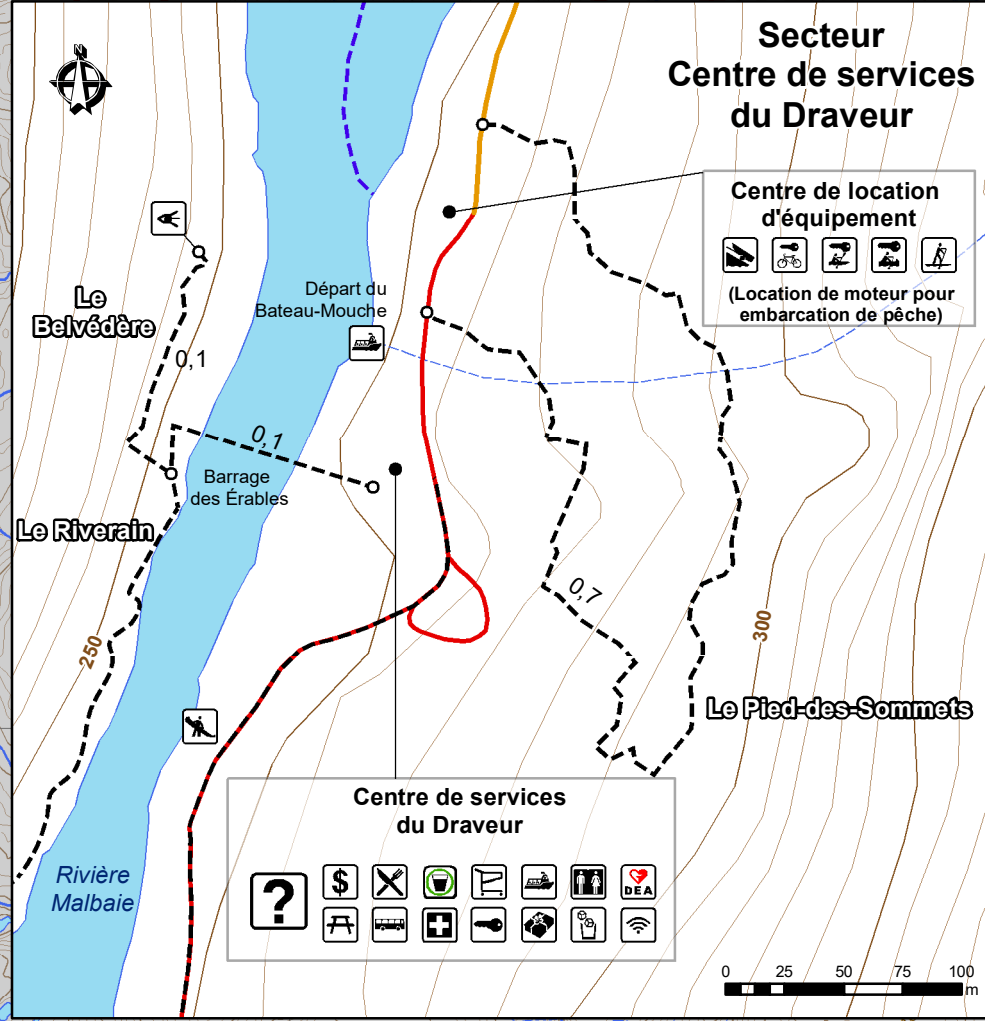 Secteur
Centre de services
du Draveur
N
Centre de location
d'équipement
(Location de moteur pour
embarcation de pêche)
Départ du
Bateau-Mouche
Le
Belvédère
0,1
0,1
Barrage
des Érables
Le Riverain
0,7
250
300
Le Pied-des-Sommets
Centre de services
du Draveur
?
$
DEA
Rivière
Malbaie
0 25 50 75 100
m